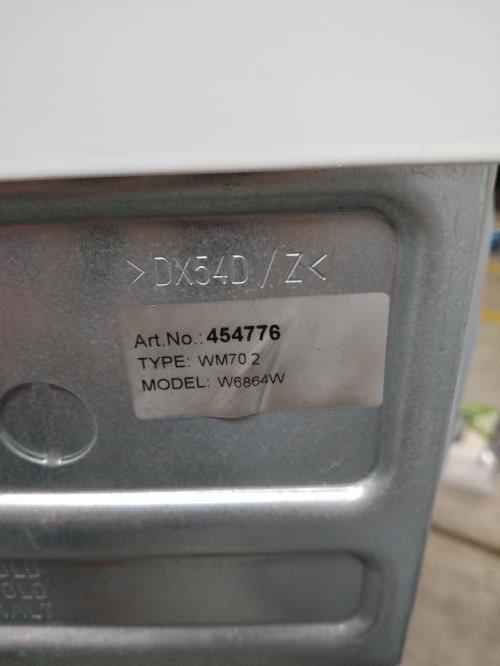 >DX54D/Z<
Art.No.:454776
TYPE: WM70.2
MODEL: W6864W